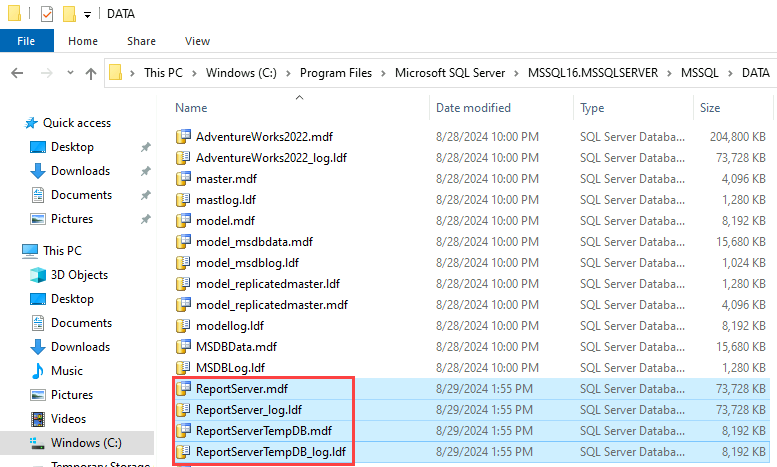 DATA
File Home Share View
This PC Windows (C:) Program Files Microsoft SQL Server MSSQL16.MSSQLSERVER MSSQL DATA
Name Date modified Type Size
Quick access
Desktop
Downloads
Documents
Pictures
This PC
3D Objects
Desktop
Documents
Downloads
Music
Pictures
Videos
Windows (C:)
Temporary Storage
AdventureWorks2022.mdf 8/28/2024 10:00 PM SQL Server Databa... 204,800 KB
AdventureWorks2022_log.ldf 8/28/2024 10:00 PM SQL Server Databa... 73,728 KB
master.mdf 8/28/2024 10:00 PM SQL Server Databa... 4,096 KB
mastlog.ldf 8/28/2024 10:00 PM SQL Server Databa... 1,280 KB
model.mdf 8/28/2024 10:00 PM SQL Server Databa... 8,192 KB
model_msdbdata.mdf 8/28/2024 10:00 PM SQL Server Databa... 15,680 KB
model_msdblog.ldf 8/28/2024 10:00 PM SQL Server Databa... 1,024 KB
model_replicatedmaster.ldf 8/28/2024 10:00 PM SQL Server Databa... 1,280 KB
model_replicatedmaster.mdf 8/28/2024 10:00 PM SQL Server Databa... 4,096 KB
modellog.ldf 8/28/2024 10:00 PM SQL Server Databa... 8,192 KB
MSDBData.mdf 8/28/2024 10:00 PM SQL Server Databa... 15,680 KB
MSDBLog.ldf 8/28/2024 10:00 PM SQL Server Databa... 1,280 KB
ReportServer.mdf 8/29/2024 1:55 PM SQL Server Databa... 73,728 KB
ReportServer_log.ldf 8/29/2024 1:55 PM SQL Server Databa... 73,728 KB
ReportServerTempDB.mdf 8/29/2024 1:55 PM SQL Server Databa... 8,192 KB
ReportServerTempDB_log.ldf 8/29/2024 1:55 PM SQL Server Databa... 8,192 KB